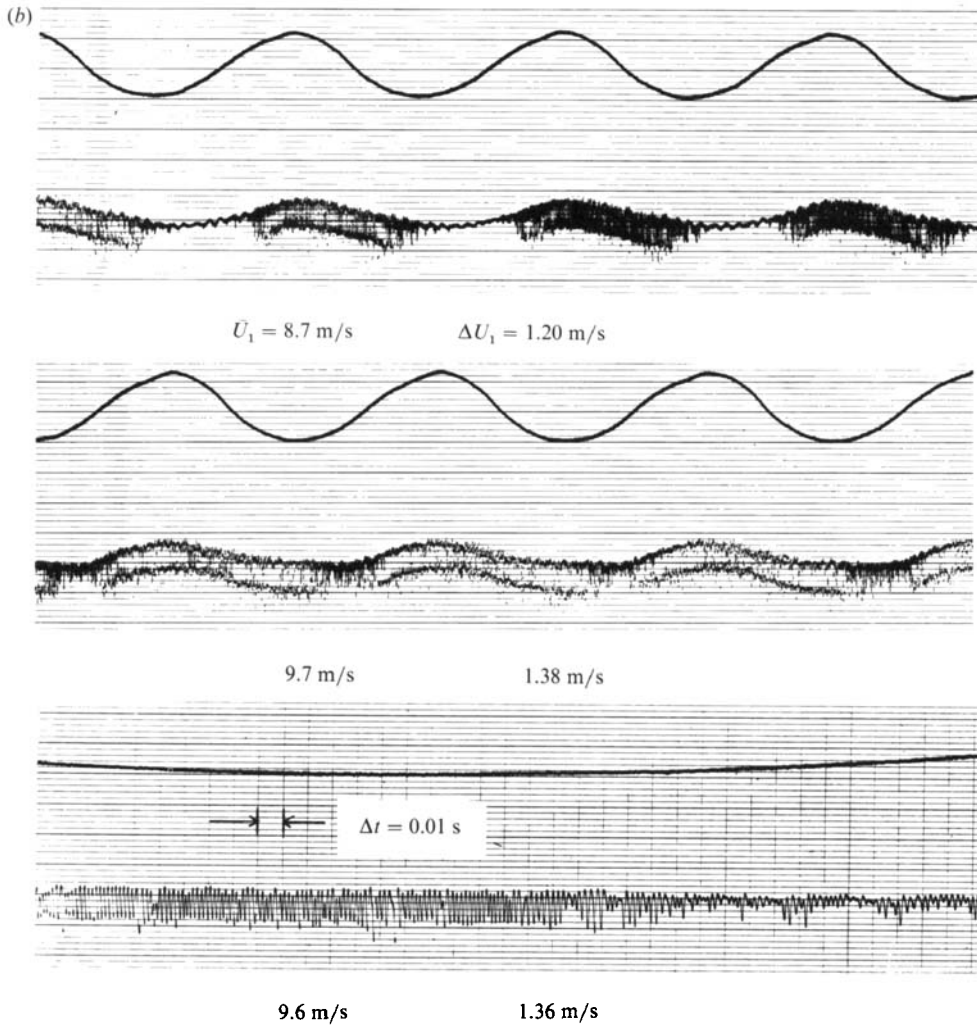 (b)
Ū₁ = 8.7 m/s ΔU₁ = 1.20 m/s
9.7 m/s 1.38 m/s
Δt = 0.01 s
9.6 m/s 1.36 m/s